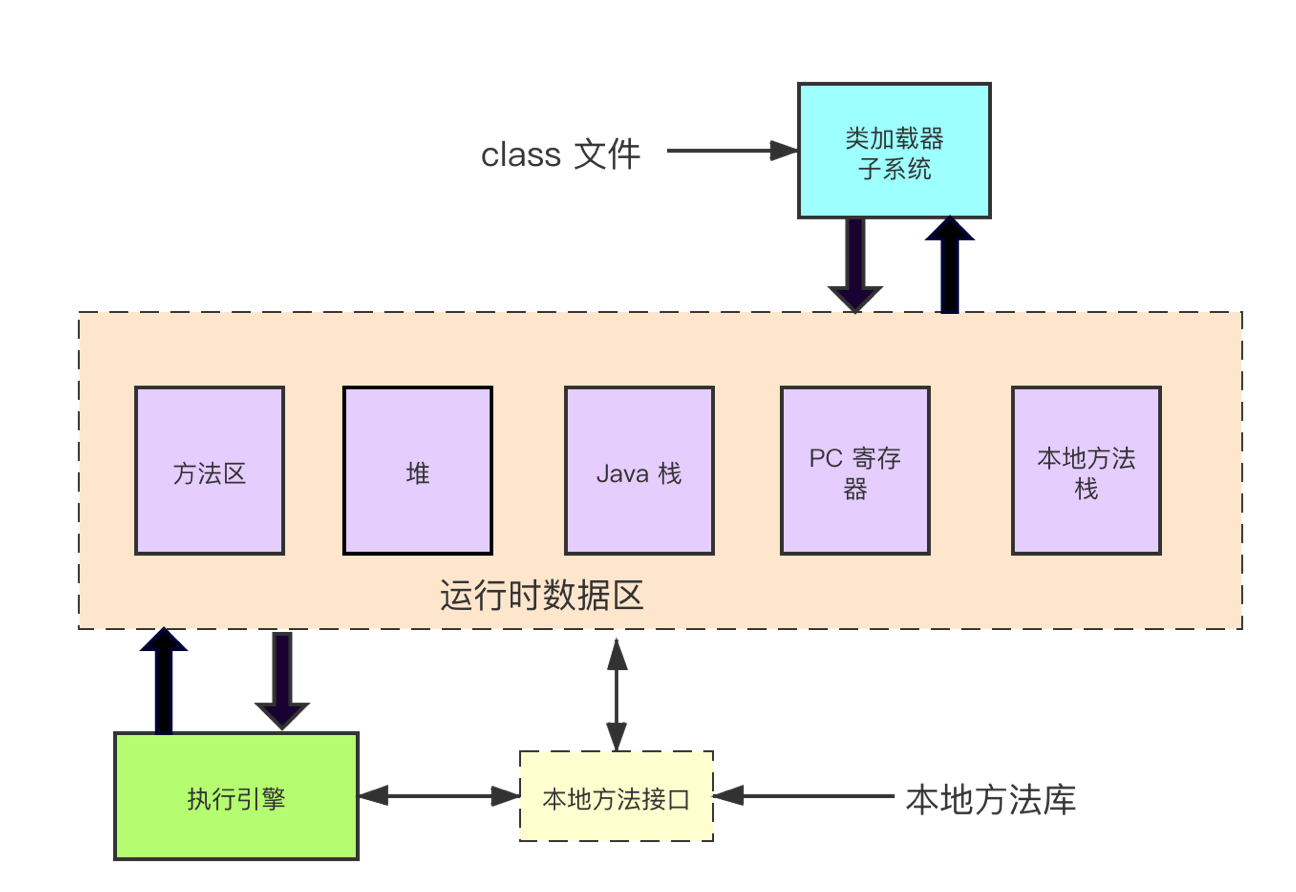 类加载器
子系统
class 文件
方法区
堆
Java 栈
PC 寄存
器
本地方法
栈
运行时数据区
执行引擎
本地方法接口
本地方法库